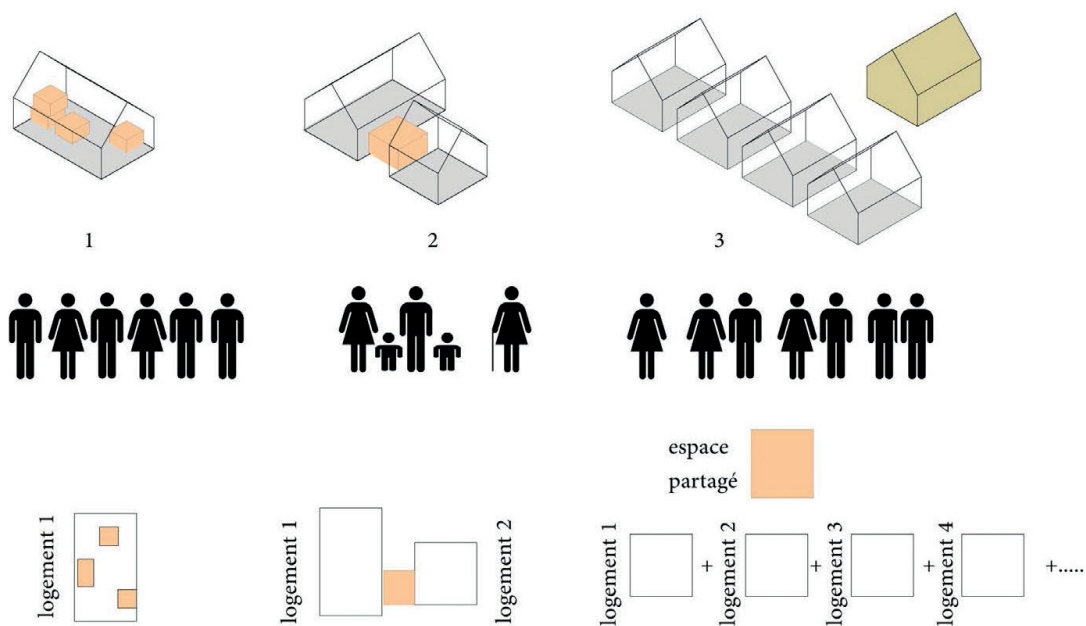 1
2
3
espace
partagé
logement 1
logement 1
logement 2
logement 1
+
logement 2
+
logement 3
+
logement 4
+.....